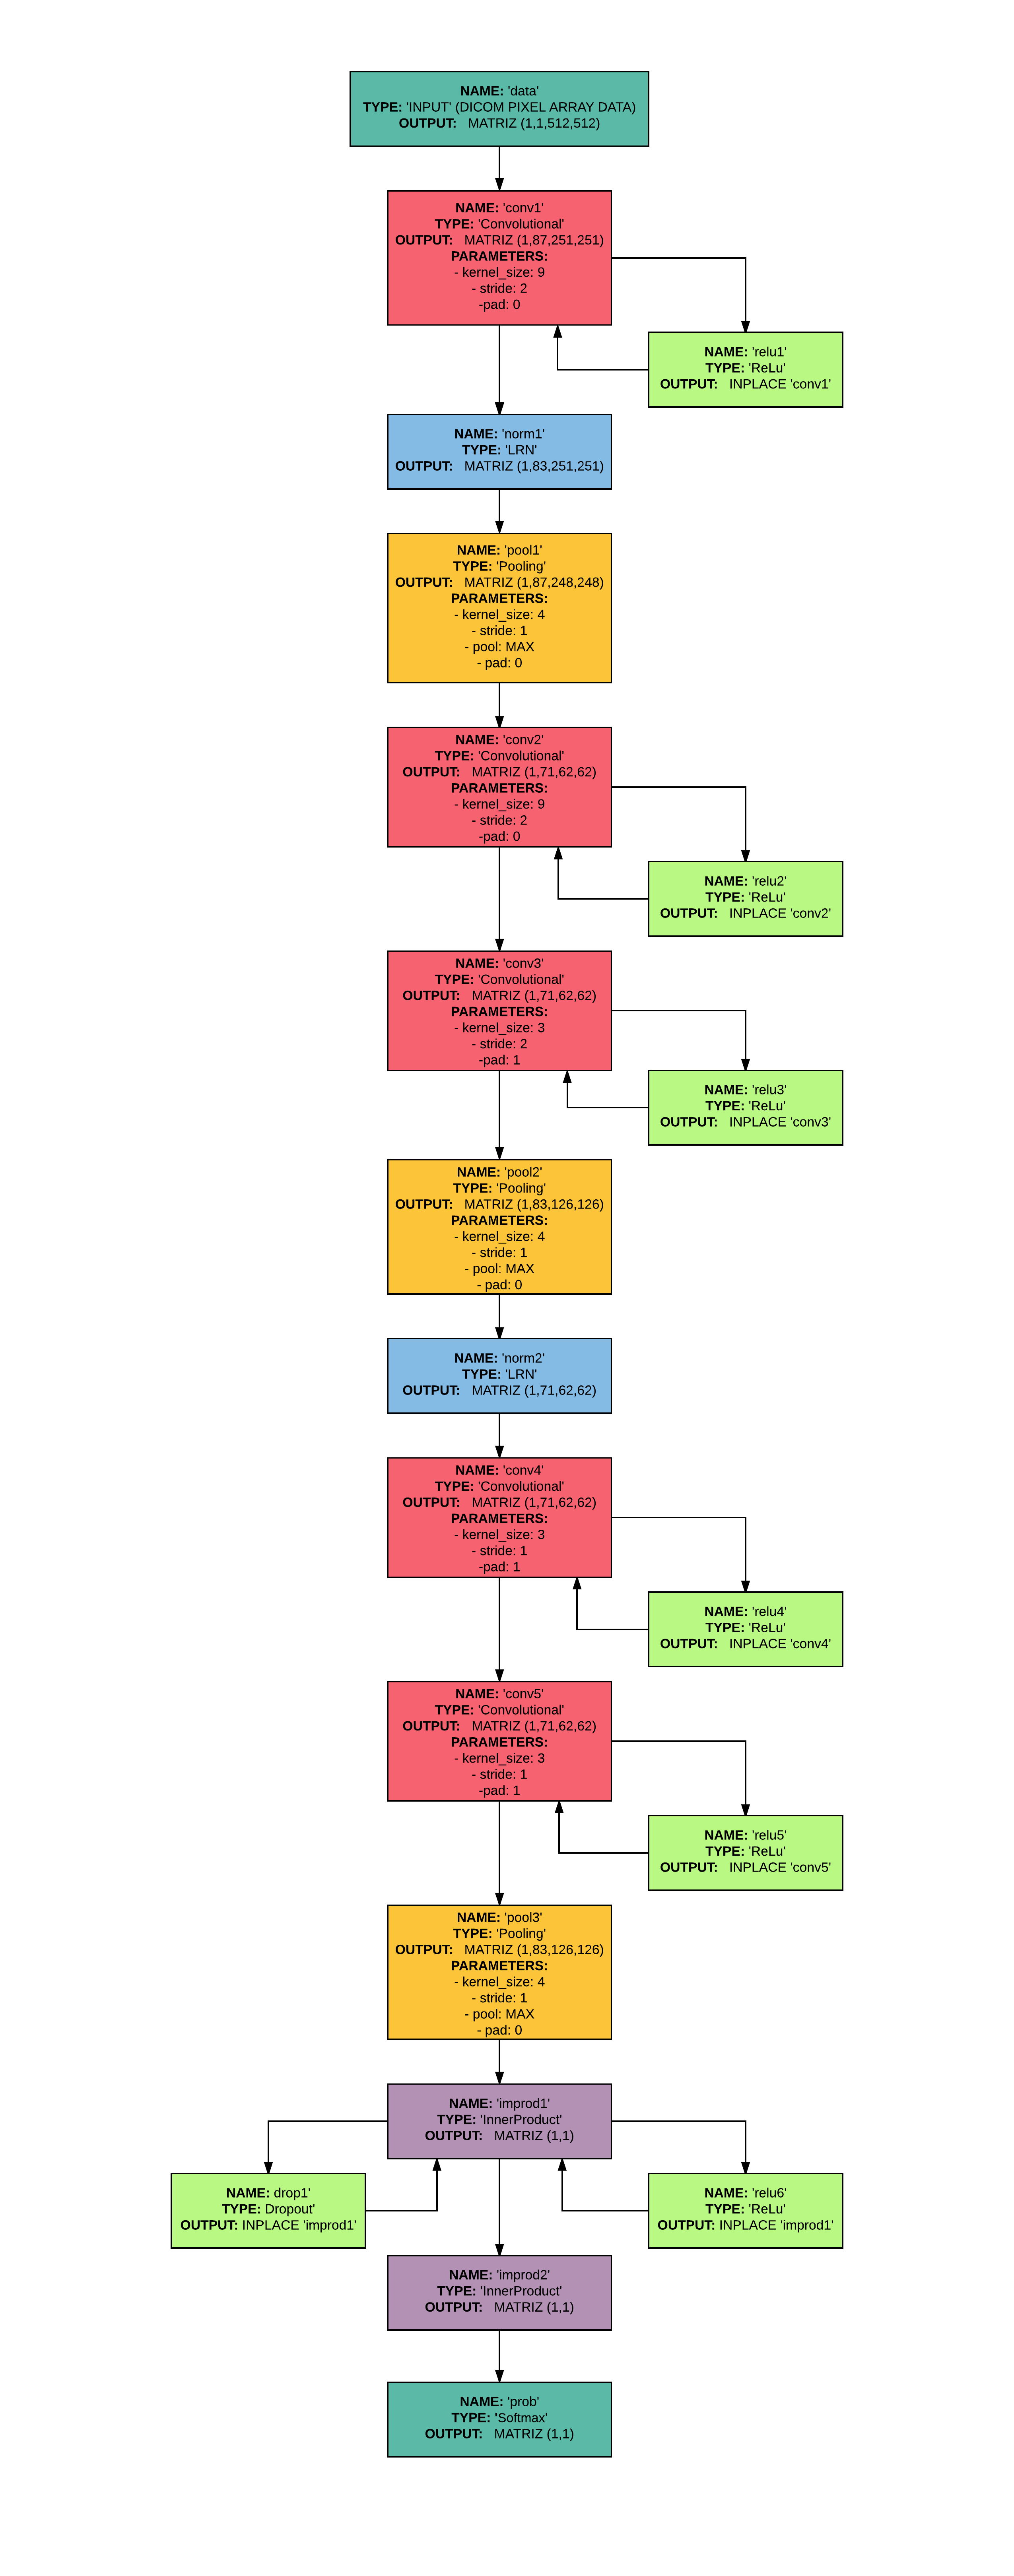 NAME: 'data'
TYPE: 'INPUT' (DICOM PIXEL ARRAY DATA)
OUTPUT: MATRIZ (1,1,512,512)
NAME: 'conv1'
TYPE: 'Convolutional'
OUTPUT: MATRIZ (1,87,251,251)
PARAMETERS:
- kernel_size: 9
- stride: 2
-pad: 0
NAME: 'relu1'
TYPE: 'ReLu'
OUTPUT: INPLACE 'conv1'
NAME: 'norm1'
TYPE: 'LRN'
OUTPUT: MATRIZ (1,83,251,251)
NAME: 'pool1'
TYPE: 'Pooling'
OUTPUT: MATRIZ (1,87,248,248)
PARAMETERS:
- kernel_size: 4
- stride: 1
- pool: MAX
- pad: 0
NAME: 'conv2'
TYPE: 'Convolutional'
OUTPUT: MATRIZ (1,71,62,62)
PARAMETERS:
- kernel_size: 9
- stride: 2
-pad: 0
NAME: 'relu2'
TYPE: 'ReLu'
OUTPUT: INPLACE 'conv2'
NAME: 'conv3'
TYPE: 'Convolutional'
OUTPUT: MATRIZ (1,71,62,62)
PARAMETERS:
- kernel_size: 3
- stride: 2
-pad: 1
NAME: 'relu3'
TYPE: 'ReLu'
OUTPUT: INPLACE 'conv3'
NAME: 'pool2'
TYPE: 'Pooling'
OUTPUT: MATRIZ (1,83,126,126)
PARAMETERS:
- kernel_size: 4
- stride: 1
- pool: MAX
- pad: 0
NAME: 'norm2'
TYPE: 'LRN'
OUTPUT: MATRIZ (1,71,62,62)
NAME: 'conv4'
TYPE: 'Convolutional'
OUTPUT: MATRIZ (1,71,62,62)
PARAMETERS:
- kernel_size: 3
- stride: 1
-pad: 1
NAME: 'relu4'
TYPE: 'ReLu'
OUTPUT: INPLACE 'conv4'
NAME: 'conv5'
TYPE: 'Convolutional'
OUTPUT: MATRIZ (1,71,62,62)
PARAMETERS:
- kernel_size: 3
- stride: 1
-pad: 1
NAME: 'relu5'
TYPE: 'ReLu'
OUTPUT: INPLACE 'conv5'
NAME: 'pool3'
TYPE: 'Pooling'
OUTPUT: MATRIZ (1,83,126,126)
PARAMETERS:
- kernel_size: 4
- stride: 1
- pool: MAX
- pad: 0
NAME: 'improd1'
TYPE: 'InnerProduct'
OUTPUT: MATRIZ (1,1)
NAME: drop1'
TYPE: Dropout'
OUTPUT: INPLACE 'improd1'
NAME: 'relu6'
TYPE: 'ReLu'
OUTPUT: INPLACE 'improd1'
NAME: 'improd2'
TYPE: 'InnerProduct'
OUTPUT: MATRIZ (1,1)
NAME: 'prob'
TYPE: 'Softmax'
OUTPUT: MATRIZ (1,1)